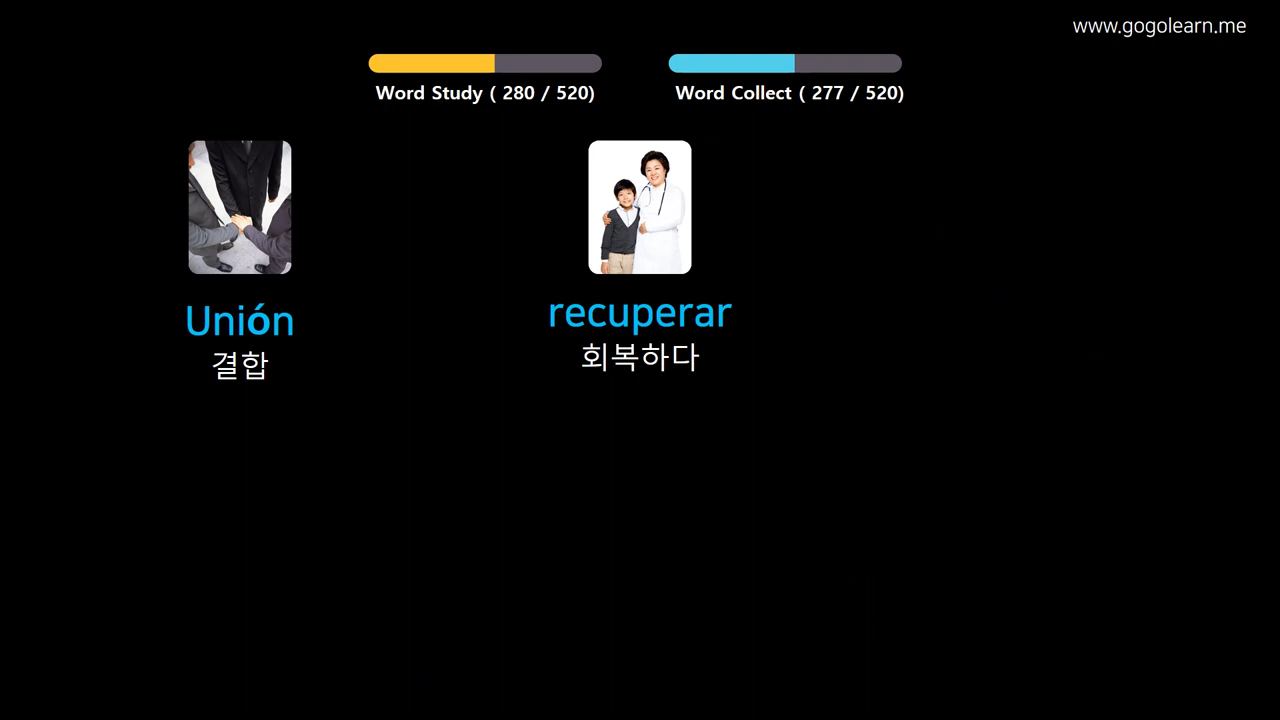 www.gogolearn.me
Word Study ( 280 / 520)
Word Collect ( 277 / 520)
Unión
결합
recuperar
회복하다